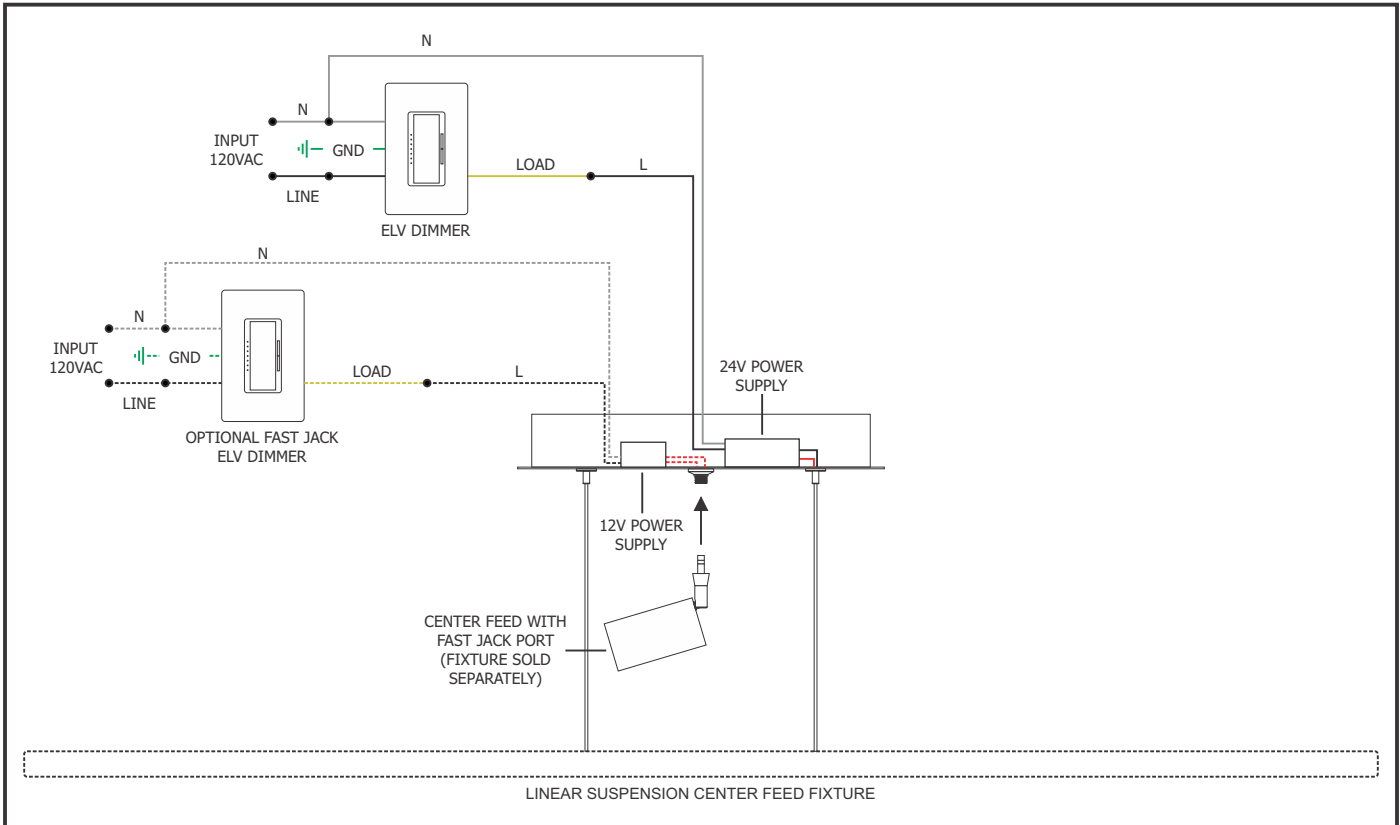 N
N
INPUT
120VAC
GND
LINE
LOAD
L
ELV DIMMER
N
N
INPUT
120VAC
GND
LINE
LOAD
L
OPTIONAL FAST JACK
ELV DIMMER
24V POWER
SUPPLY
12V POWER
SUPPLY
CENTER FEED WITH
FAST JACK PORT
(FIXTURE SOLD
SEPARATELY)
LINEAR SUSPENSION CENTER FEED FIXTURE